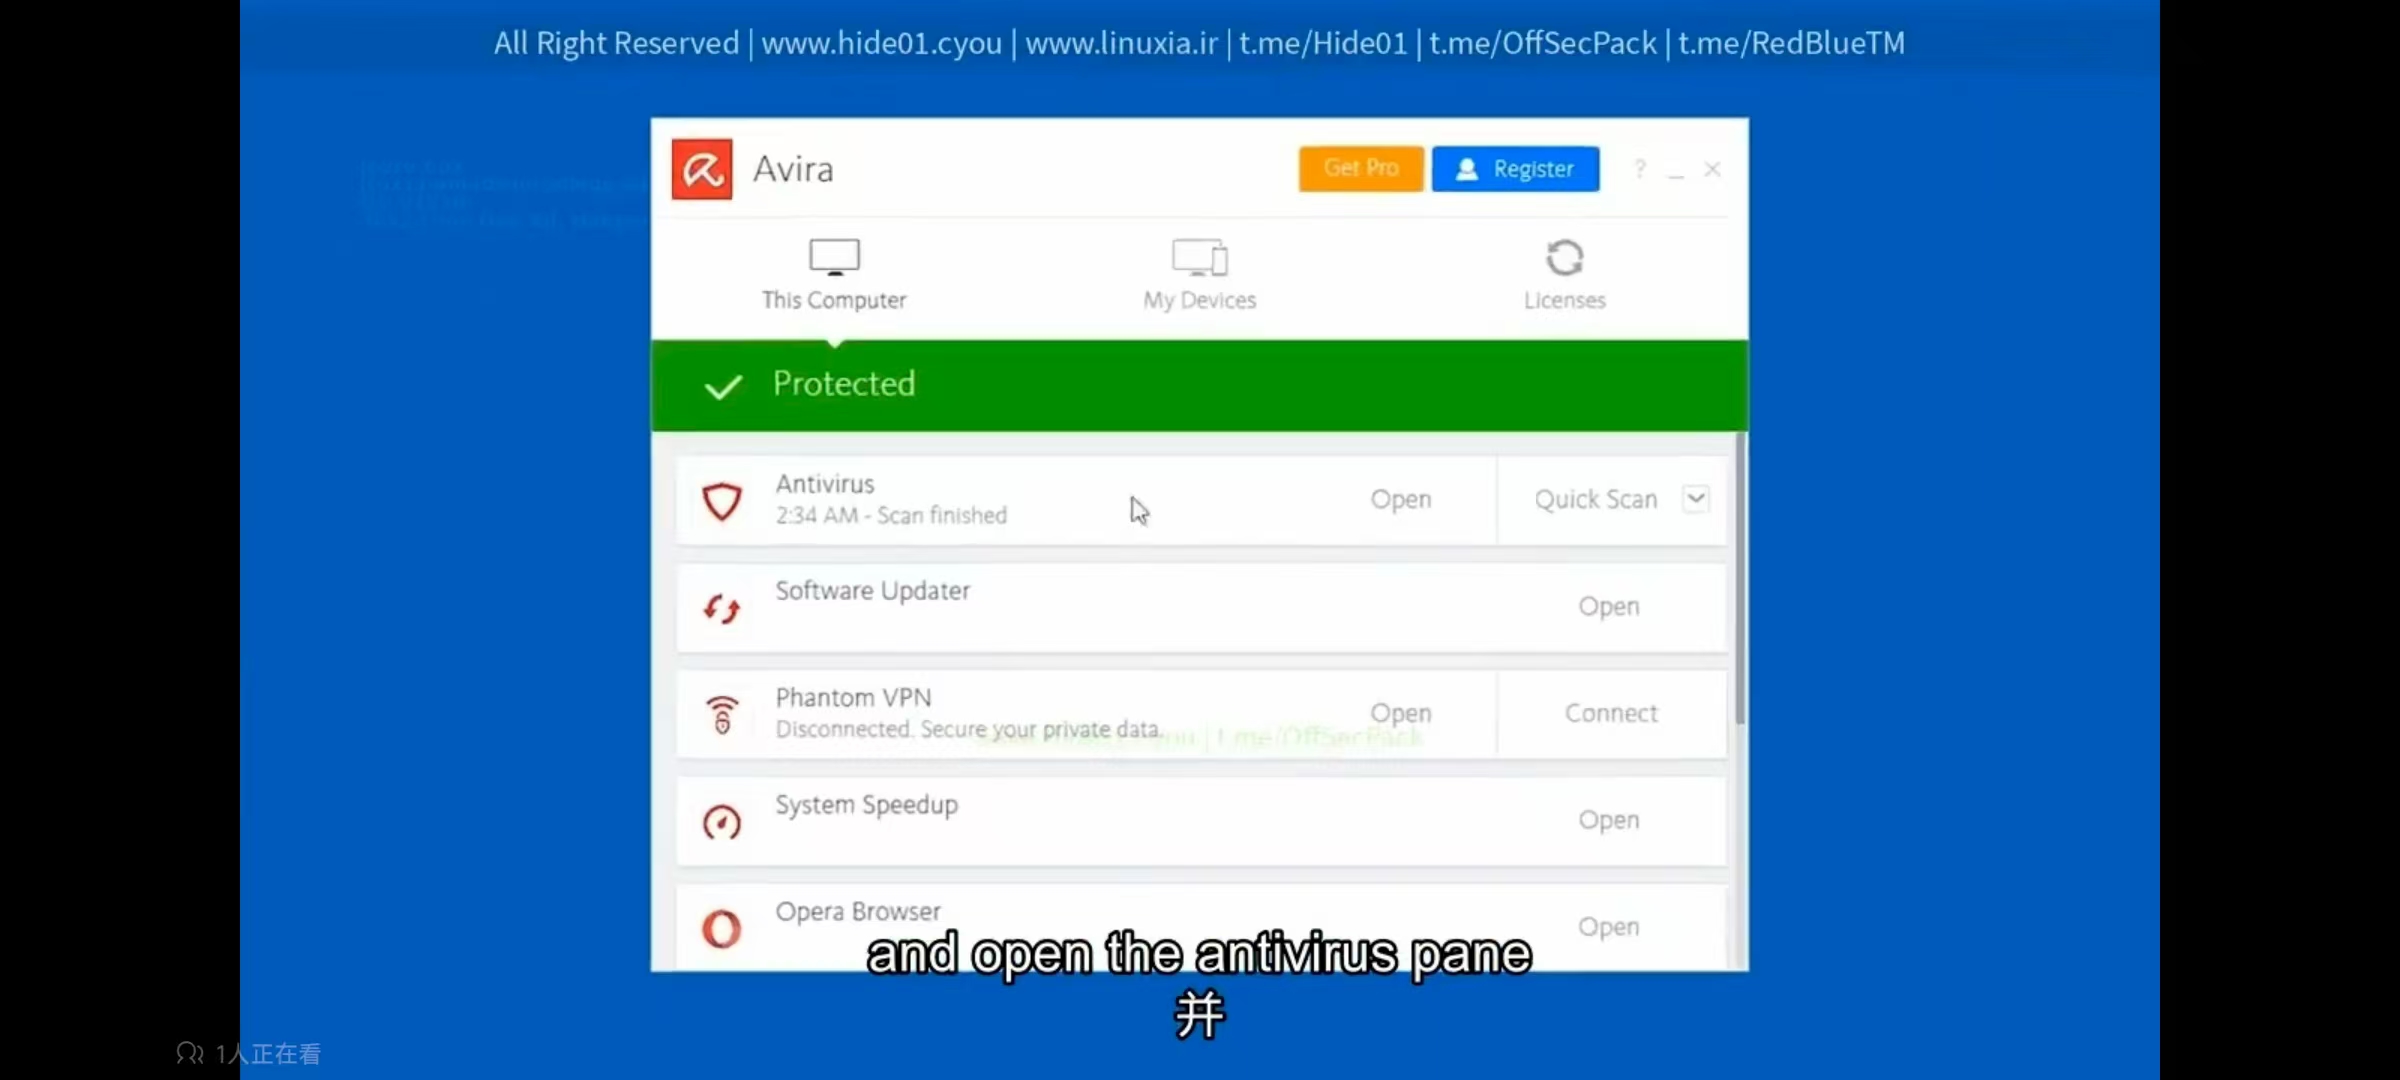 All Right Reserved | www.hide01.cyou | www.linuxia.ir | t.me/Hide01 | t.me/OffSecPack | t.me/RedBlueTM
Avira
Get Pro
Register
?
This Computer
My Devices
Licenses
Protected
Antivirus
2:34 AM - Scan finished
Open
Quick Scan
Software Updater
Open
Phantom VPN
Disconnected. Secure your private data.
Open
Connect
t.me/OffSecPack
System Speedup
Open
Opera Browser
Open
and open the antivirus pane
并
1人正在看